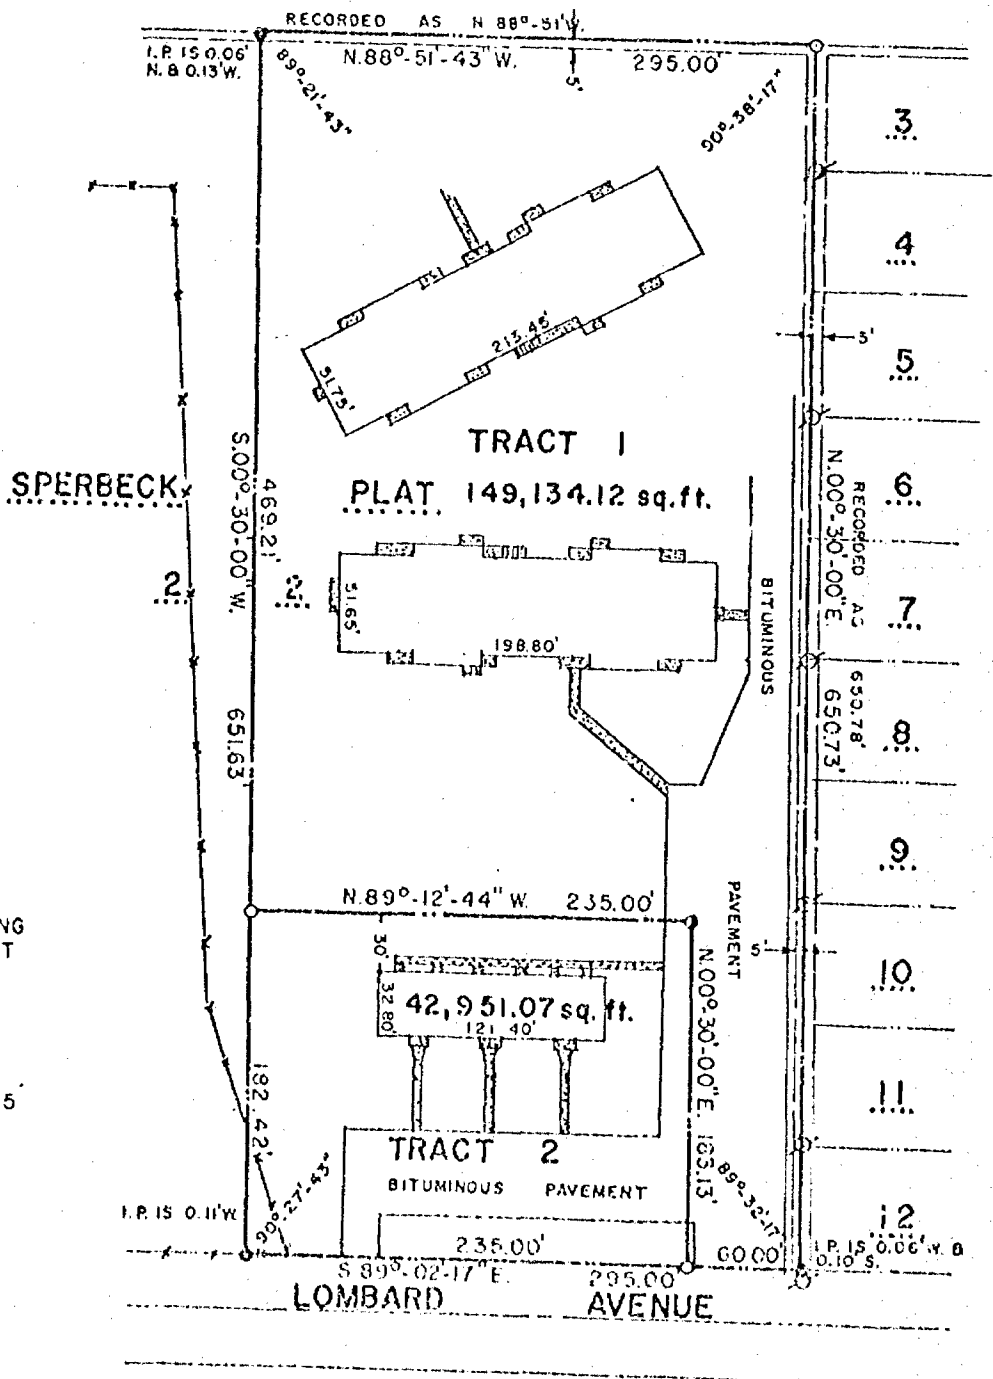 RECORDED AS N 88°-51'W.
I.P. IS 0.06'
N. & 0.13'W.
N.88°-51'-43"W. 295.00'
5'
89°-21'-43"
90°-38'-17"
3
4
5
6
7
8
9
10
11
12
213.45'
51.75'
5'
TRACT 1
PLAT 149,134.12 sq.ft.
SPERBECK
2
2
S.00°-30'-00"W.
469.21'
651.63'
N.00°-30'-00"E.
RECORDED AS
650.78'
650.73'
51.65'
198.80'
BITUMINOUS
PAVEMENT
N.89°-12'-44"W. 235.00'
NG
T
5'
30'
32.80'
42,951.07 sq. ft.
121.40'
5'
N.00°-30'-00"E. 183.13'
182.42'
TRACT 2
BITUMINOUS PAVEMENT
90°-27'-43"
89°-32'-17"
I.P. IS 0.11'W.
235.00'
60.00'
I.P. IS 0.06'W. &
0.10'S.
S 89°-02'-17"E. 295.00'
LOMBARD AVENUE